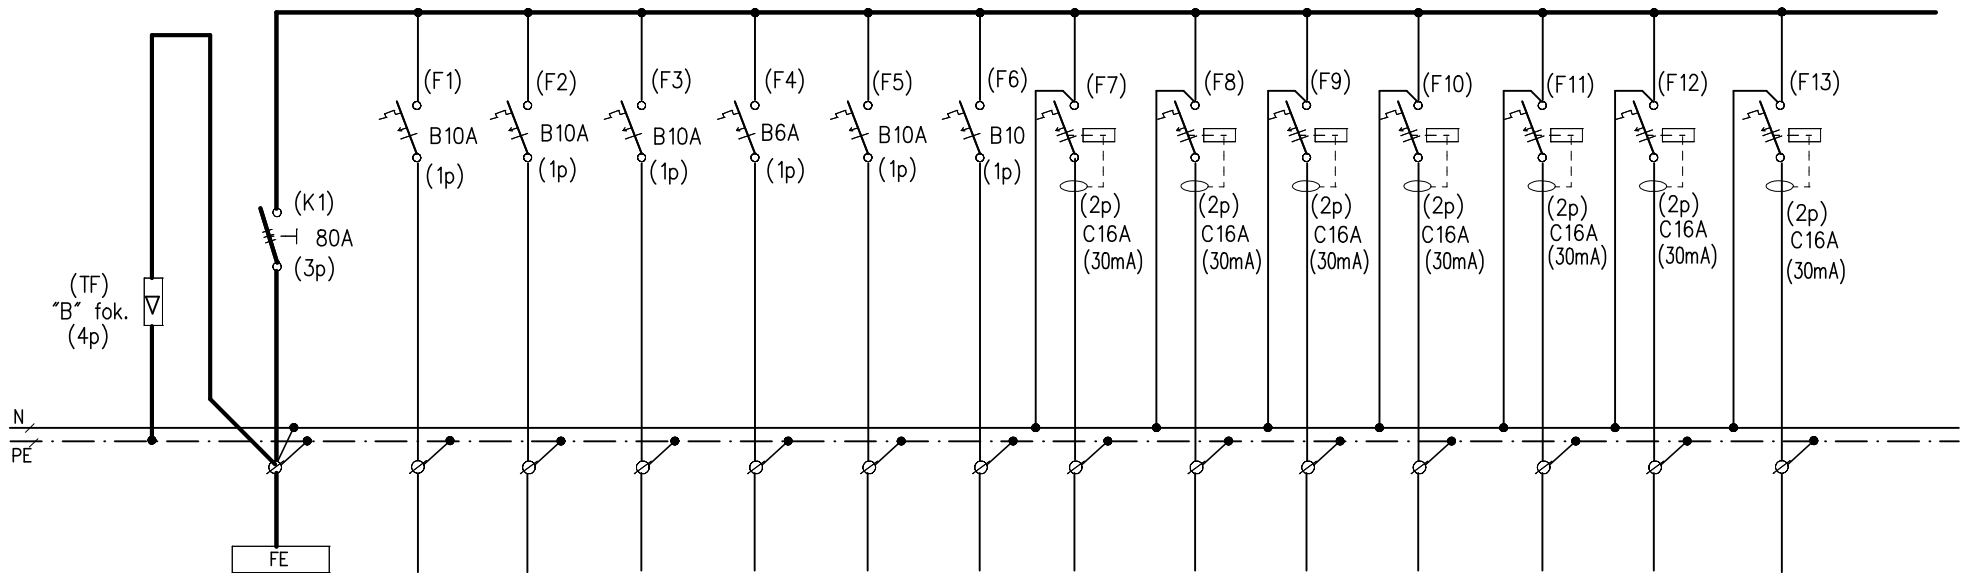 (F1)
B10A
(1p)
(F2)
B10A
(1p)
(F3)
B10A
(1p)
(F4)
B6A
(1p)
(F5)
B10A
(1p)
(F6)
B10
(1p)
(F7)
(2p)
C16A
(30mA)
(F8)
(2p)
C16A
(30mA)
(F9)
(2p)
C16A
(30mA)
(F10)
(2p)
C16A
(30mA)
(F11)
(2p)
C16A
(30mA)
(F12)
(2p)
C16A
(30mA)
(F13)
(2p)
C16A
(30mA)
(K1)
80A
(3p)
(TF)
"B" fok.
(4p)
N
PE
FE